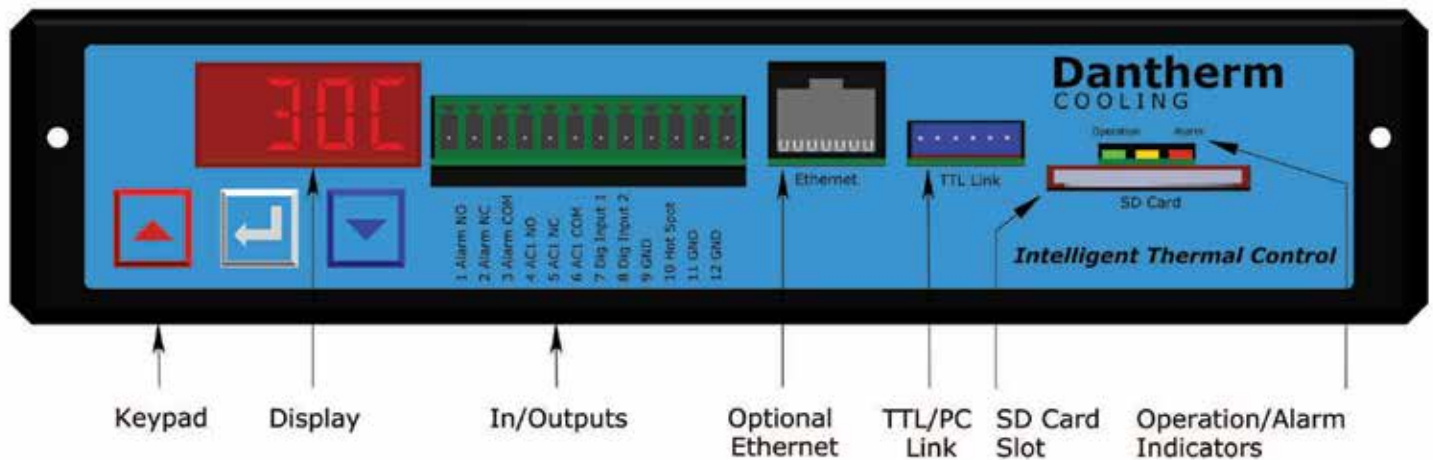 30C
Dantherm
COOLING
Operation
Alarm
Ethernet
TTL Link
SD Card
1 Alarm NO
2 Alarm NC
3 Alarm COM
4 AC1 NO
5 AC1 NC
6 AC1 COM
7 Dig Input 1
8 Dig Input 2
9 GND
10 Hot Spot
11 GND
12 GND
Intelligent Thermal Control
Keypad
Display
In/Outputs
Optional
Ethernet
TTL/PC
Link
SD Card
Slot
Operation/Alarm
Indicators